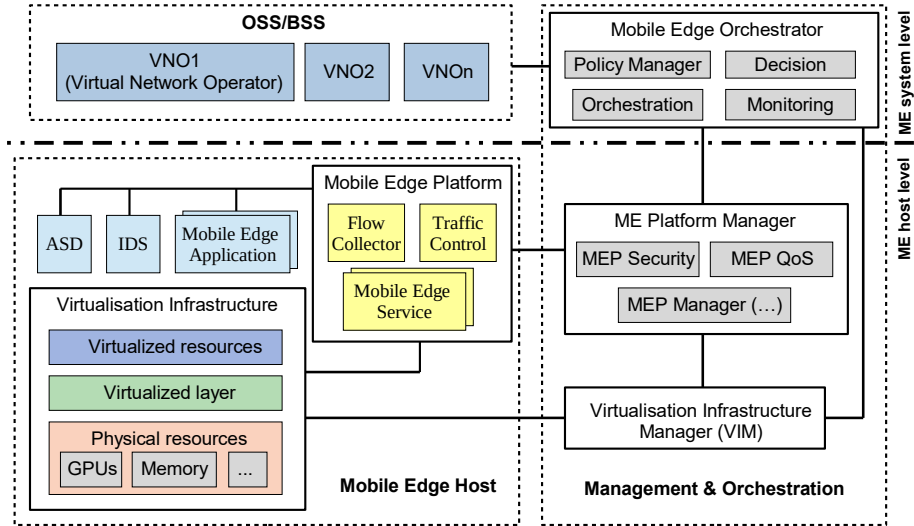 OSS/BSS
VNO1
(Virtual Network Operator)
VNO2
VNOn
Mobile Edge Orchestrator
Policy Manager
Decision
Orchestration
Monitoring
ME system level
ME host level
Mobile Edge Platform
Flow
Collector
Traffic
Control
Mobile Edge
Service
ASD
IDS
Mobile Edge
Application
Virtualisation Infrastructure
Virtualized resources
Virtualized layer
Physical resources
GPUs
Memory
...
Mobile Edge Host
ME Platform Manager
MEP Security
MEP QoS
MEP Manager (…)
Virtualisation Infrastructure
Manager (VIM)
Management & Orchestration